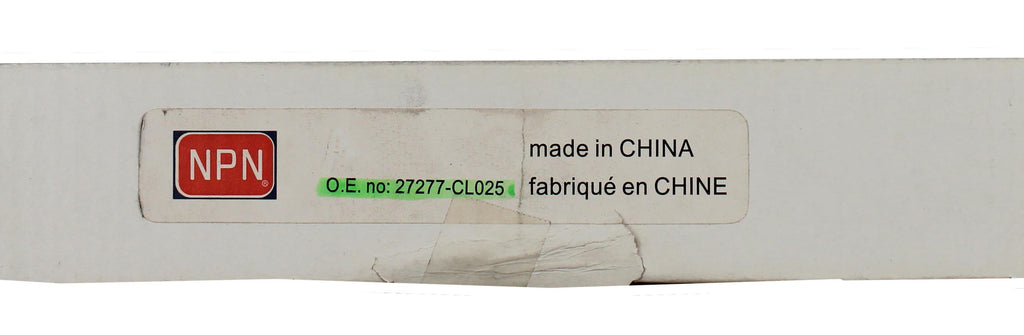 NPN®
made in CHINA
O.E. no: 27277-CL025
fabriqué en CHINE